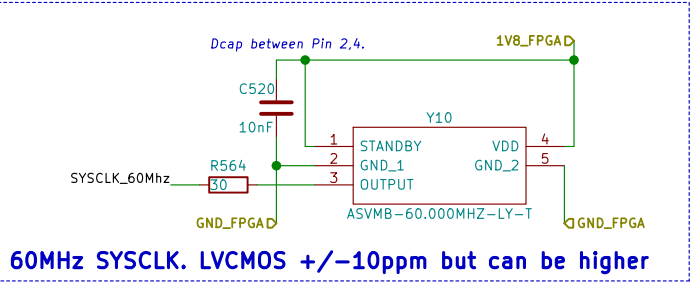 Dcap between Pin 2,4.
1V8_FPGA
C520
10nF
Y10
1 STANDBY VDD 4
2 GND_1 GND_2 5
3 OUTPUT
R564
SYSCLK_60Mhz
30
GND_FPGA
ASVMB-60.000MHZ-LY-T
GND_FPGA
60MHz SYSCLK. LVCMOS +/-10ppm but can be higher